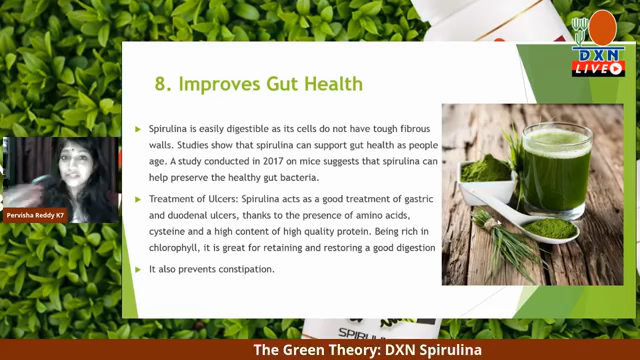 DXN
LIVE
8. Improves Gut Health
Spirulina is easily digestible as its cells do not have tough fibrous
walls. Studies show that spirulina can support gut health as people
age. A study conducted in 2017 on mice suggests that spirulina can
help preserve the healthy gut bacteria.
Treatment of Ulcers: Spirulina acts as a good treatment of gastric
and duodenal ulcers, thanks to the presence of amino acids,
cysteine and a high content of high quality protein. Being rich in
chlorophyll, it is great for retaining and restoring a good digestion
It also prevents constipation.
Pervisha Reddy K7
The Green Theory: DXN Spirulina